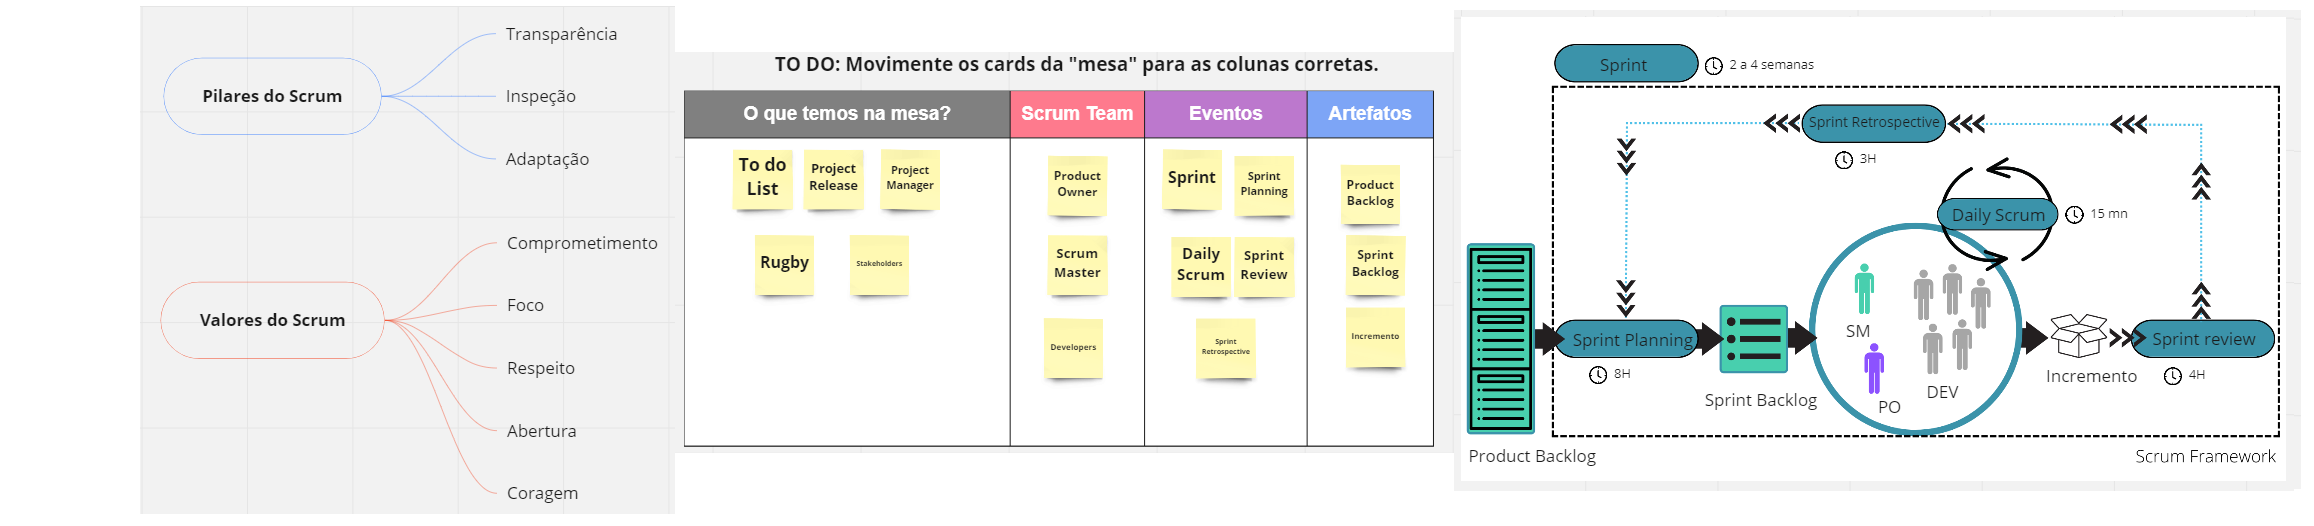 Pilares do Scrum
Transparência
Inspeção
Adaptação
Valores do Scrum
Comprometimento
Foco
Respeito
Abertura
Coragem
TO DO: Movimente os cards da "mesa" para as colunas corretas.
O que temos na mesa?
Scrum Team
Eventos
Artefatos
To do
List
Project
Release
Project
Manager
Rugby
Stakeholders
Product
Owner
Scrum
Master
Developers
Sprint
Sprint
Planning
Daily
Scrum
Sprint
Review
Sprint
Retrospective
Product
Backlog
Sprint
Backlog
Incremento
Sprint
2 a 4 semanas
Sprint Retrospective
3H
Daily Scrum
15 mn
Sprint Planning
8H
Sprint Backlog
SM
PO
DEV
Incremento
Sprint review
4H
Product Backlog
Scrum Framework